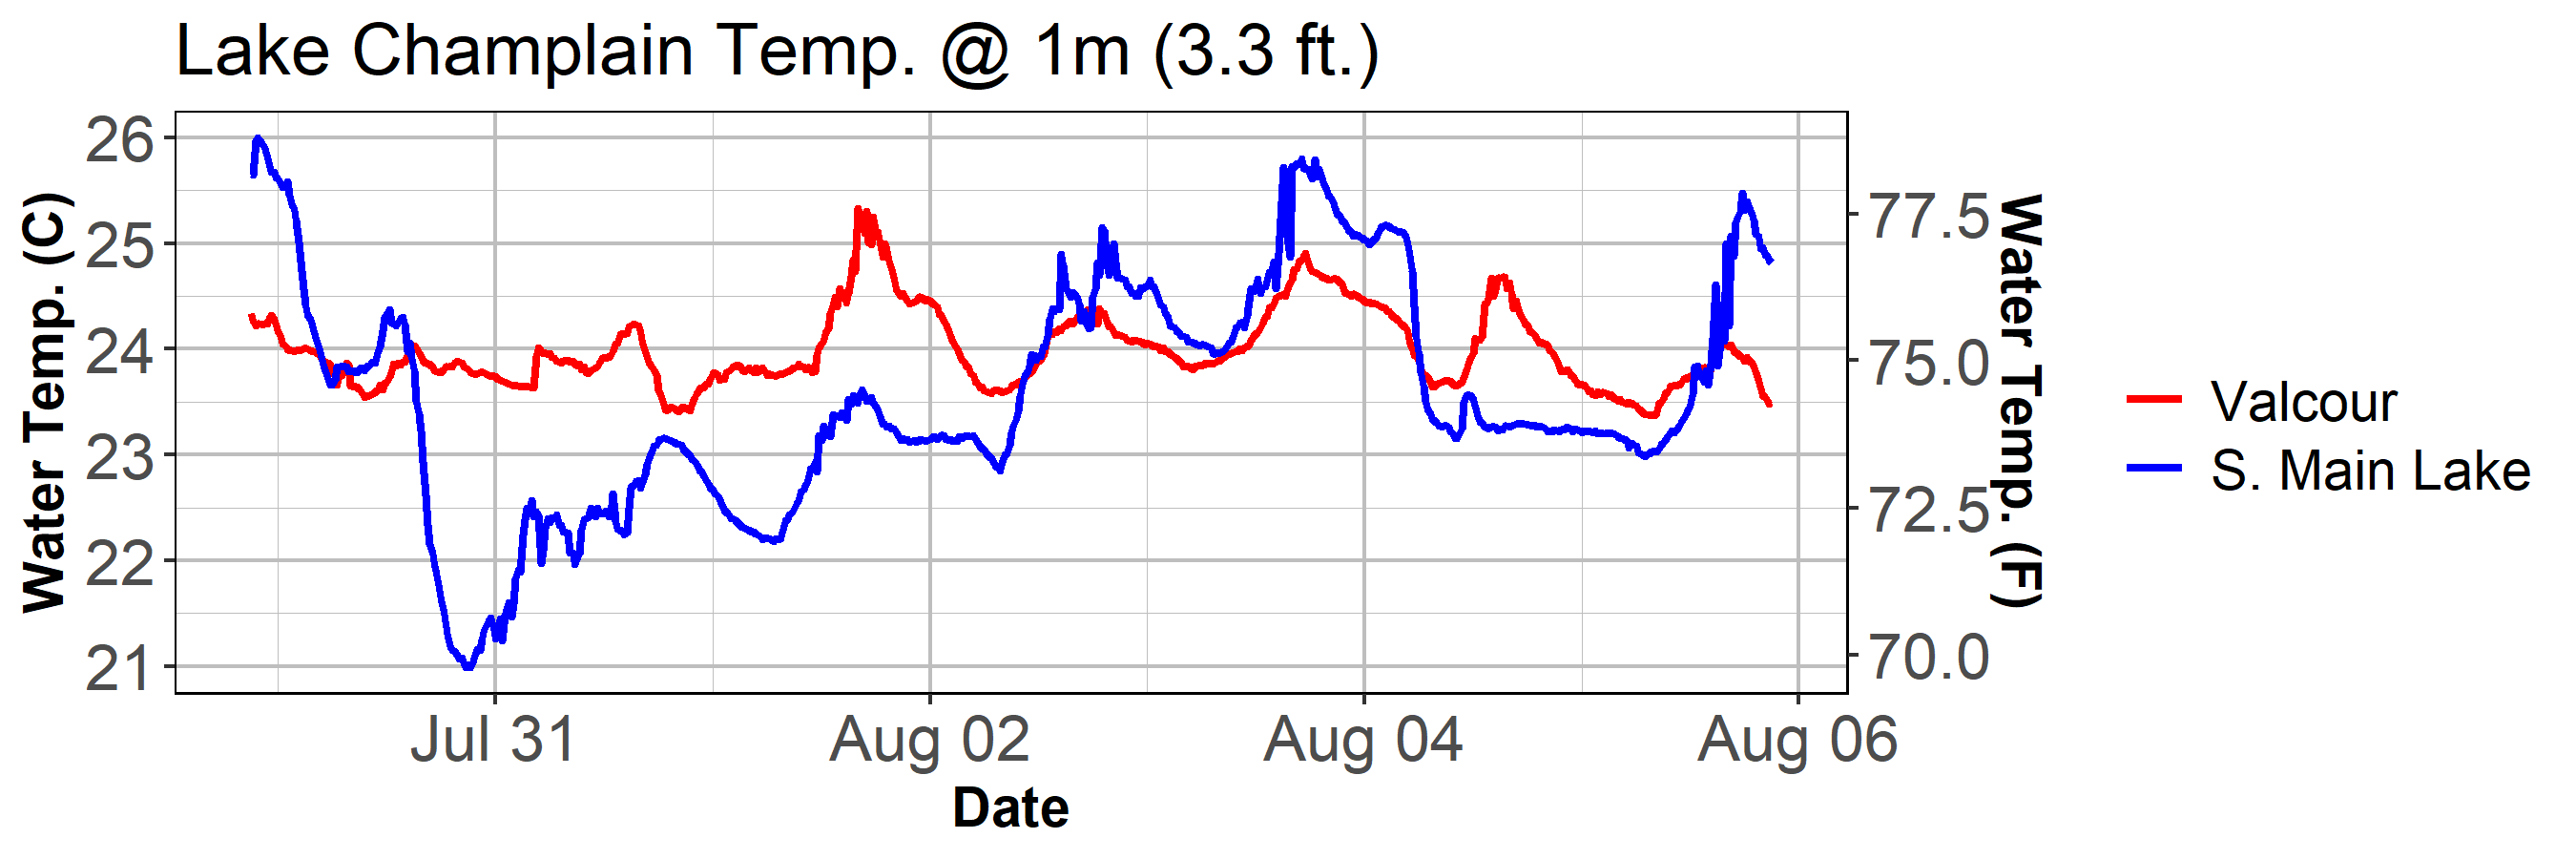 Lake Champlain Temp. @ 1m (3.3 ft.)
Water Temp. (C)
26
25
24
23
22
21
77.5
75.0
72.5
70.0
Water Temp. (F)
Jul 31
Aug 02
Aug 04
Aug 06
Date
Valcour
S. Main Lake